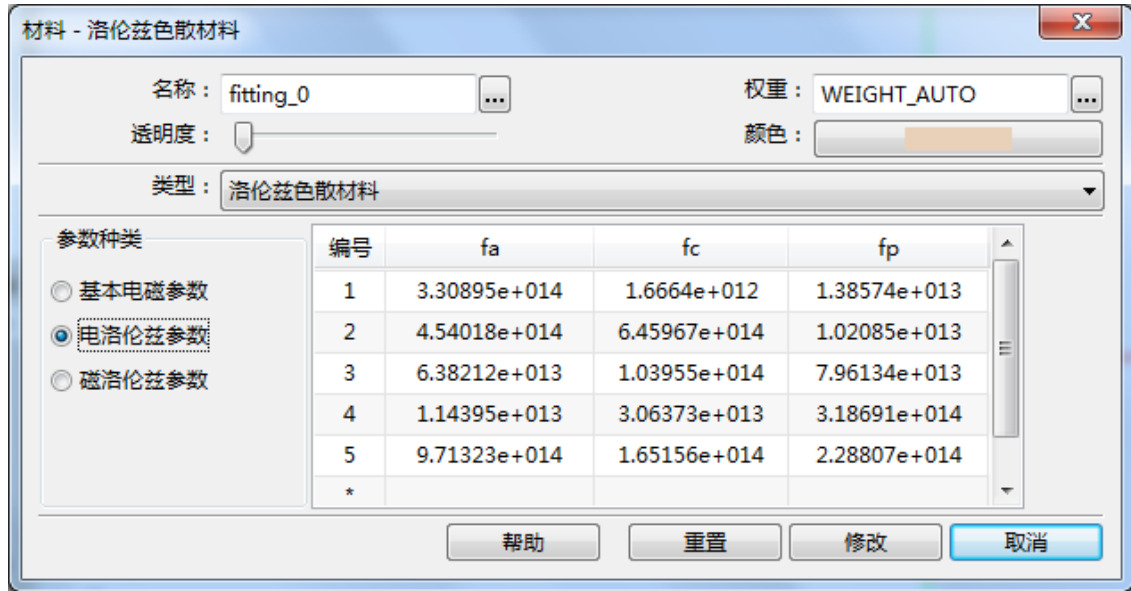 材料 - 洛伦兹色散材料
名称： fitting_0 ... 权重： WEIGHT_AUTO ...
透明度： 颜色：
类型： 洛伦兹色散材料
参数种类
基本电磁参数
电洛伦兹参数
磁洛伦兹参数
编号 fa fc fp
1 3.30895e+014 1.6664e+012 1.38574e+013
2 4.54018e+014 6.45967e+014 1.02085e+013
3 6.38212e+013 1.03955e+014 7.96134e+013
4 1.14395e+013 3.06373e+013 3.18691e+014
5 9.71323e+014 1.65156e+014 2.28807e+014
*
帮助 重置 修改 取消